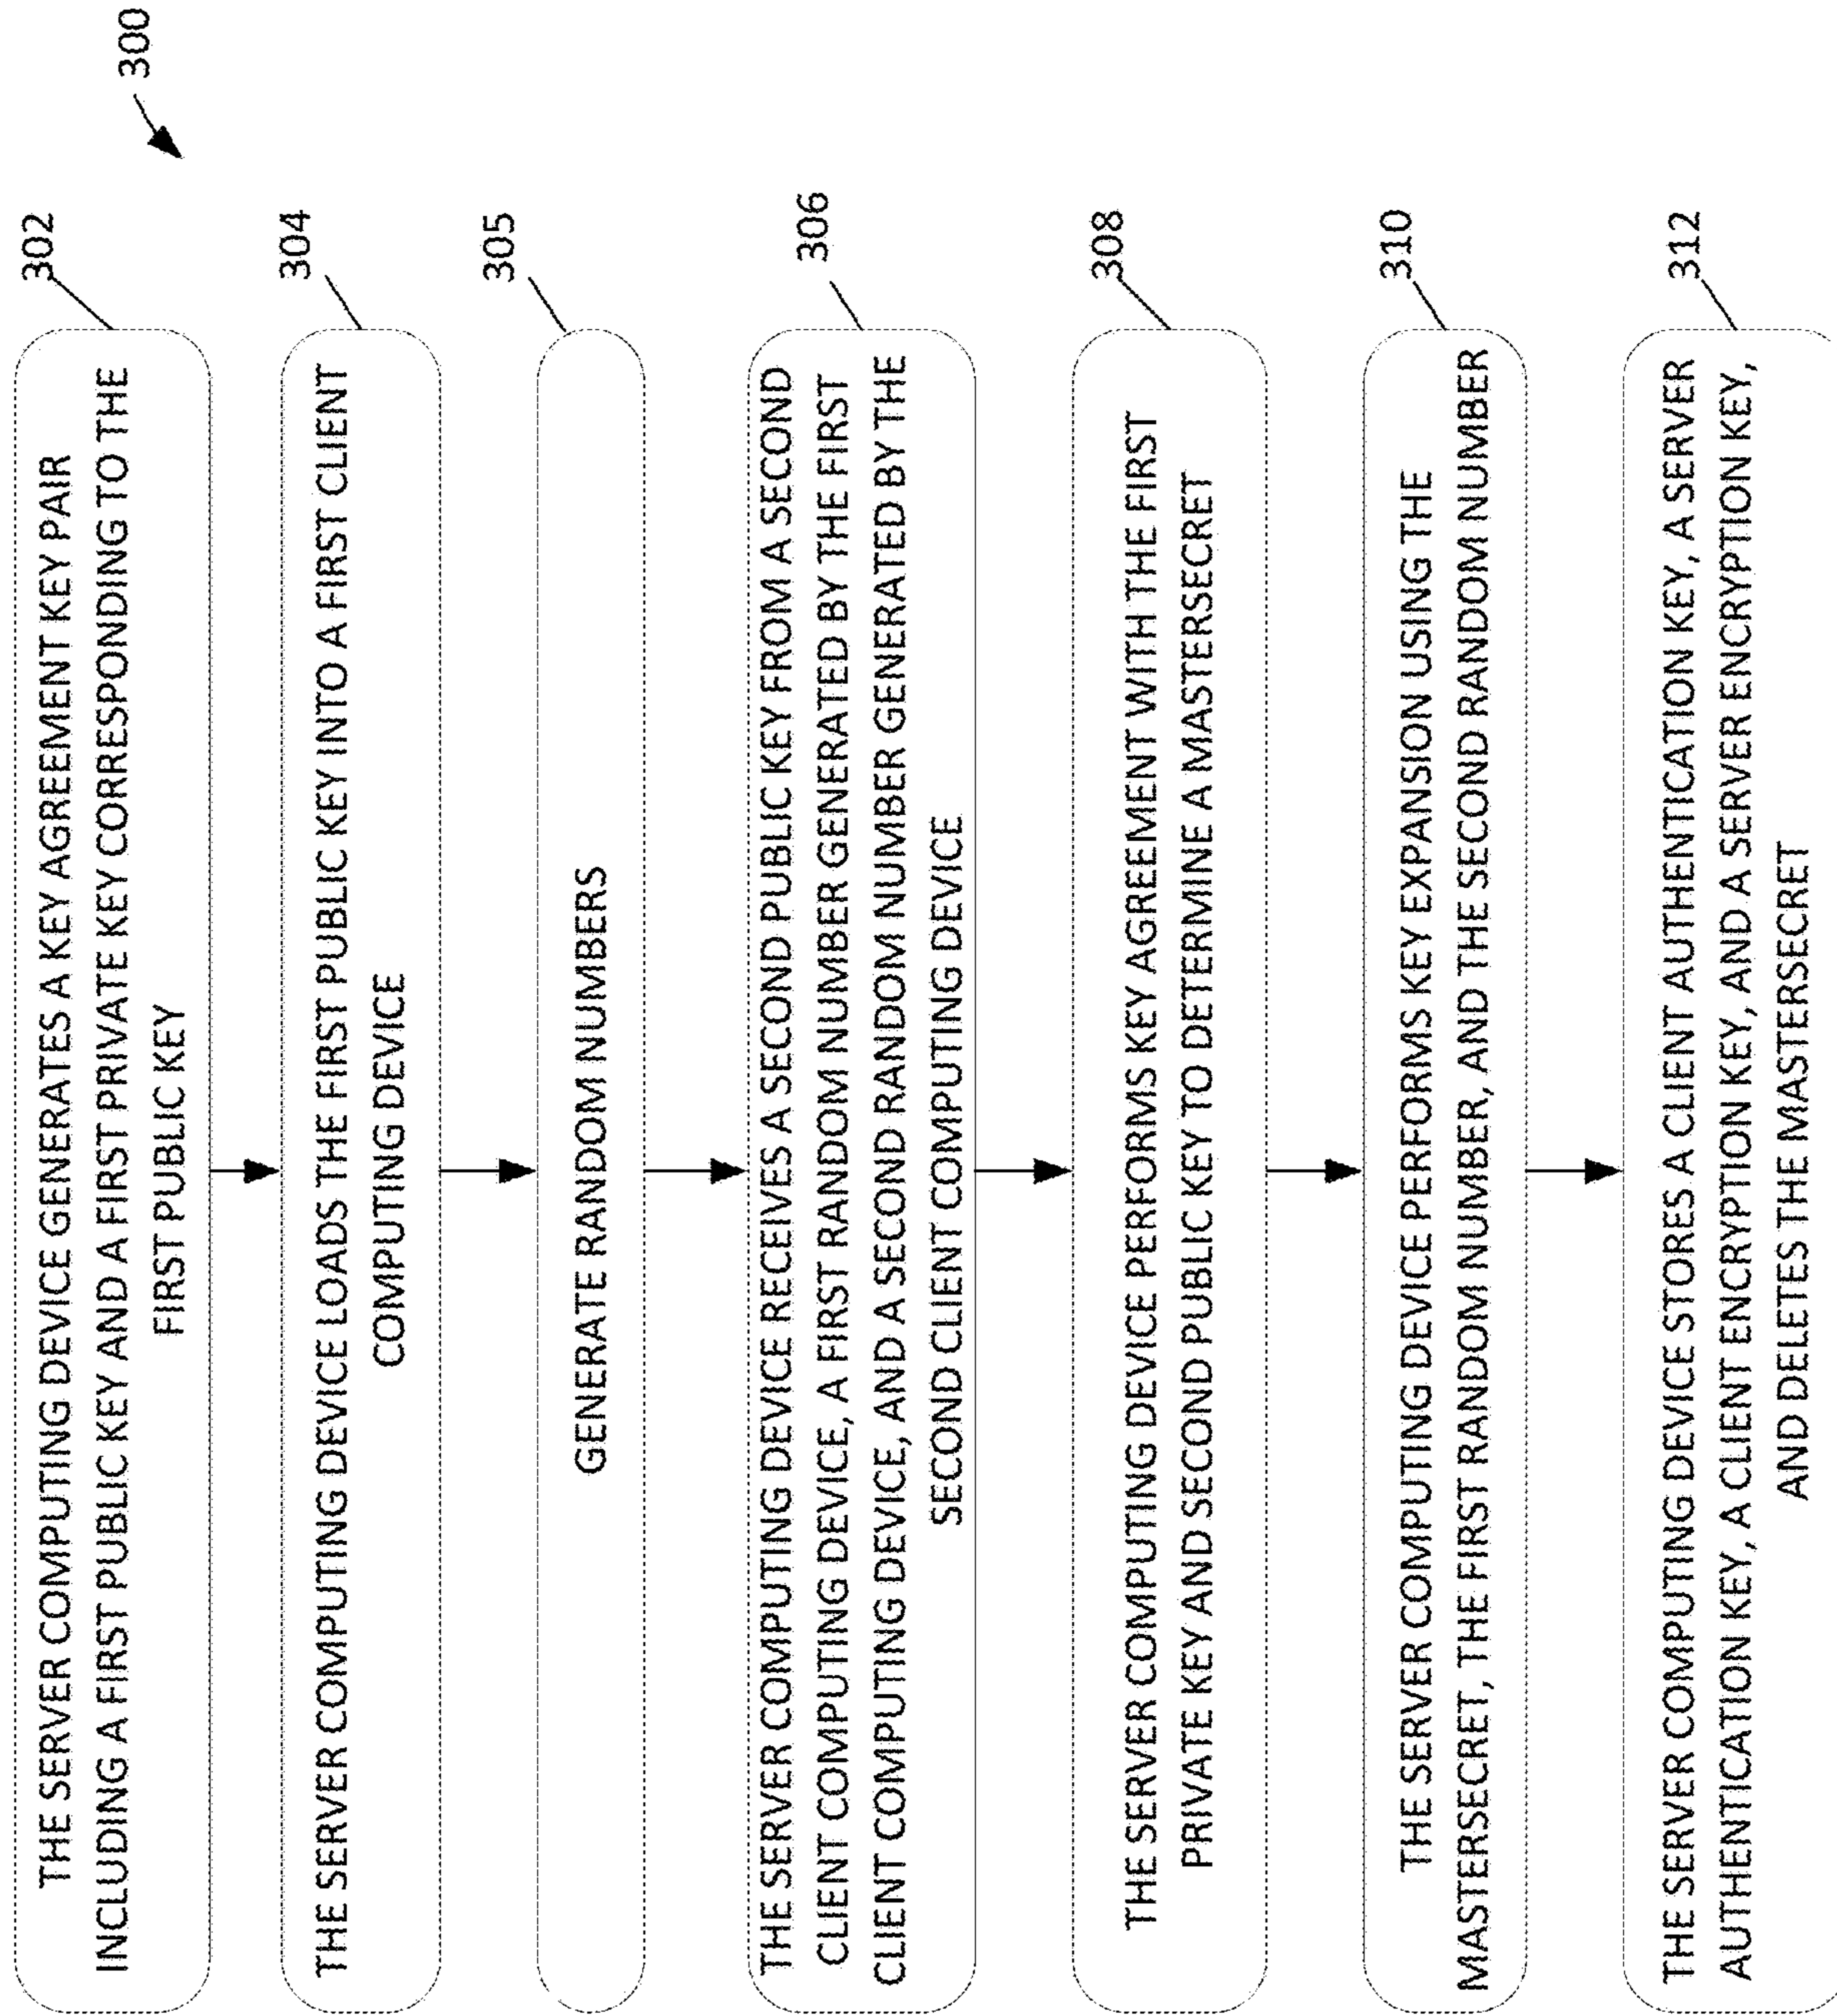 300
302
THE SERVER COMPUTING DEVICE GENERATES A KEY AGREEMENT KEY PAIR
INCLUDING A FIRST PUBLIC KEY AND A FIRST PRIVATE KEY CORRESPONDING TO THE
FIRST PUBLIC KEY
304
THE SERVER COMPUTING DEVICE LOADS THE FIRST PUBLIC KEY INTO A FIRST CLIENT
COMPUTING DEVICE
305
GENERATE RANDOM NUMBERS
306
THE SERVER COMPUTING DEVICE RECEIVES A SECOND PUBLIC KEY FROM A SECOND
CLIENT COMPUTING DEVICE, A FIRST RANDOM NUMBER GENERATED BY THE FIRST
CLIENT COMPUTING DEVICE, AND A SECOND RANDOM NUMBER GENERATED BY THE
SECOND CLIENT COMPUTING DEVICE
308
THE SERVER COMPUTING DEVICE PERFORMS KEY AGREEMENT WITH THE FIRST
PRIVATE KEY AND SECOND PUBLIC KEY TO DETERMINE A MASTERSECRET
310
THE SERVER COMPUTING DEVICE PERFORMS KEY EXPANSION USING THE
MASTERSECRET, THE FIRST RANDOM NUMBER, AND THE SECOND RANDOM NUMBER
312
THE SERVER COMPUTING DEVICE STORES A CLIENT AUTHENTICATION KEY, A SERVER
AUTHENTICATION KEY, A CLIENT ENCRYPTION KEY, AND A SERVER ENCRYPTION KEY,
AND DELETES THE MASTERSECRET